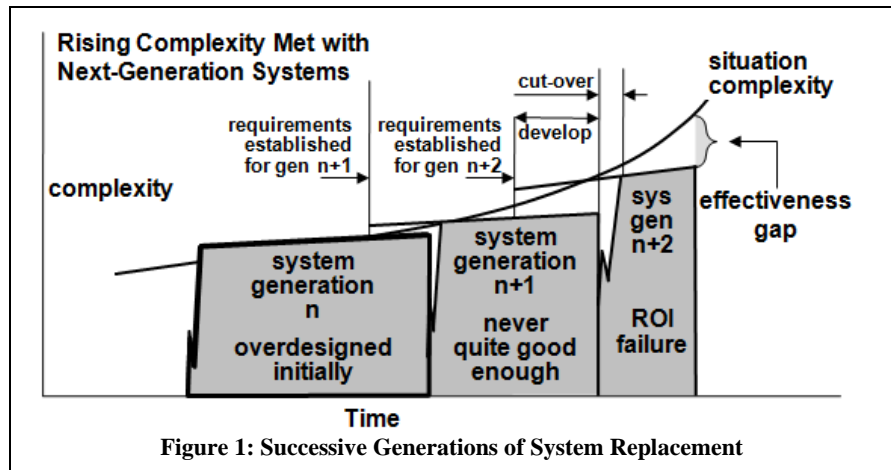 Rising Complexity Met with
Next-Generation Systems
situation
complexity
cut-over
develop
requirements
established
for gen n+1
requirements
established
for gen n+2
complexity
effectiveness
gap
system
generation
n
overdesigned
initially
system
generation
n+1
never
quite good
enough
sys
gen
n+2
ROI
failure
Time
Figure 1: Successive Generations of System Replacement